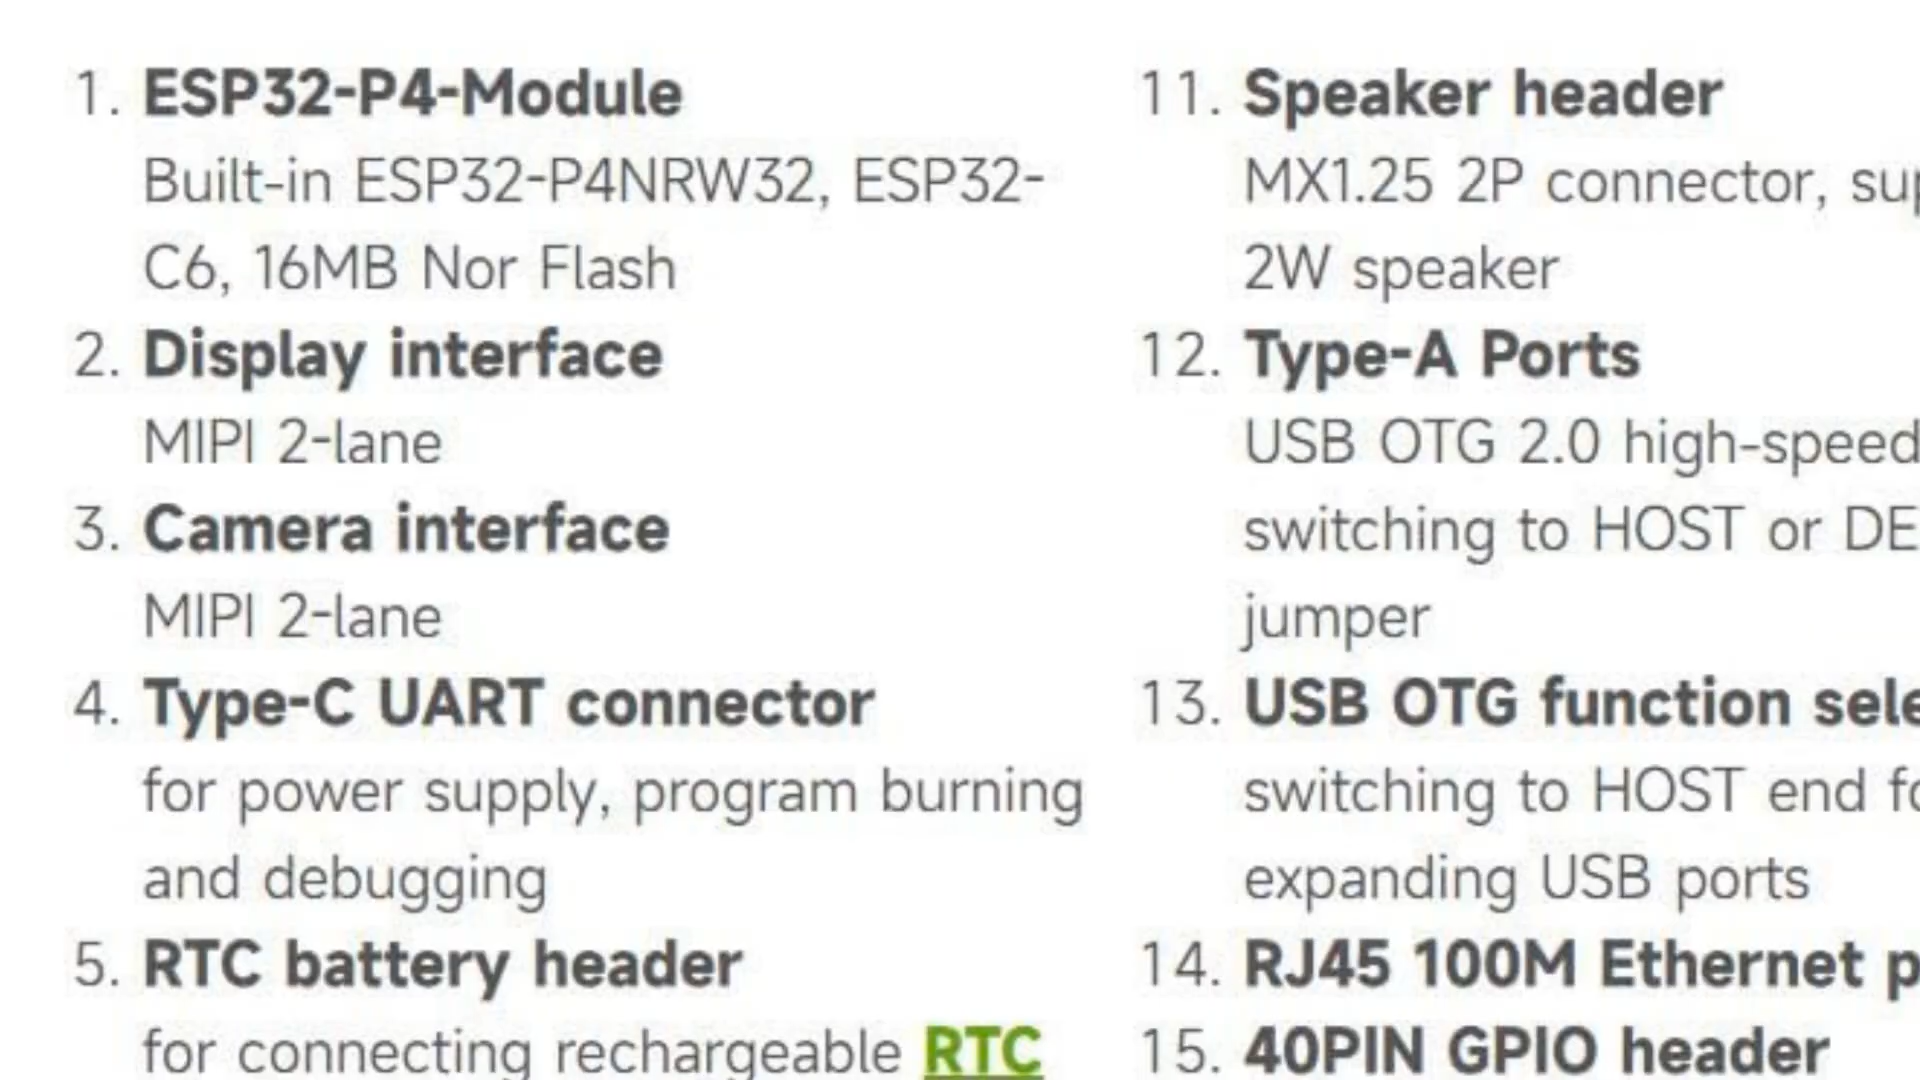 1. ESP32-P4-Module
Built-in ESP32-P4NRW32, ESP32-
C6, 16MB Nor Flash
2. Display interface
MIPI 2-lane
3. Camera interface
MIPI 2-lane
4. Type-C UART connector
for power supply, program burning
and debugging
5. RTC battery header
for connecting rechargeable RTC
11. Speaker header
MX1.25 2P connector,
2W speaker
12. Type-A Ports
USB OTG 2.0 high-speed
switching to HOST or
jumper
13. USB OTG function
switching to HOST end
expanding USB ports
14. RJ45 100M Ethernet
15. 40PIN GPIO header